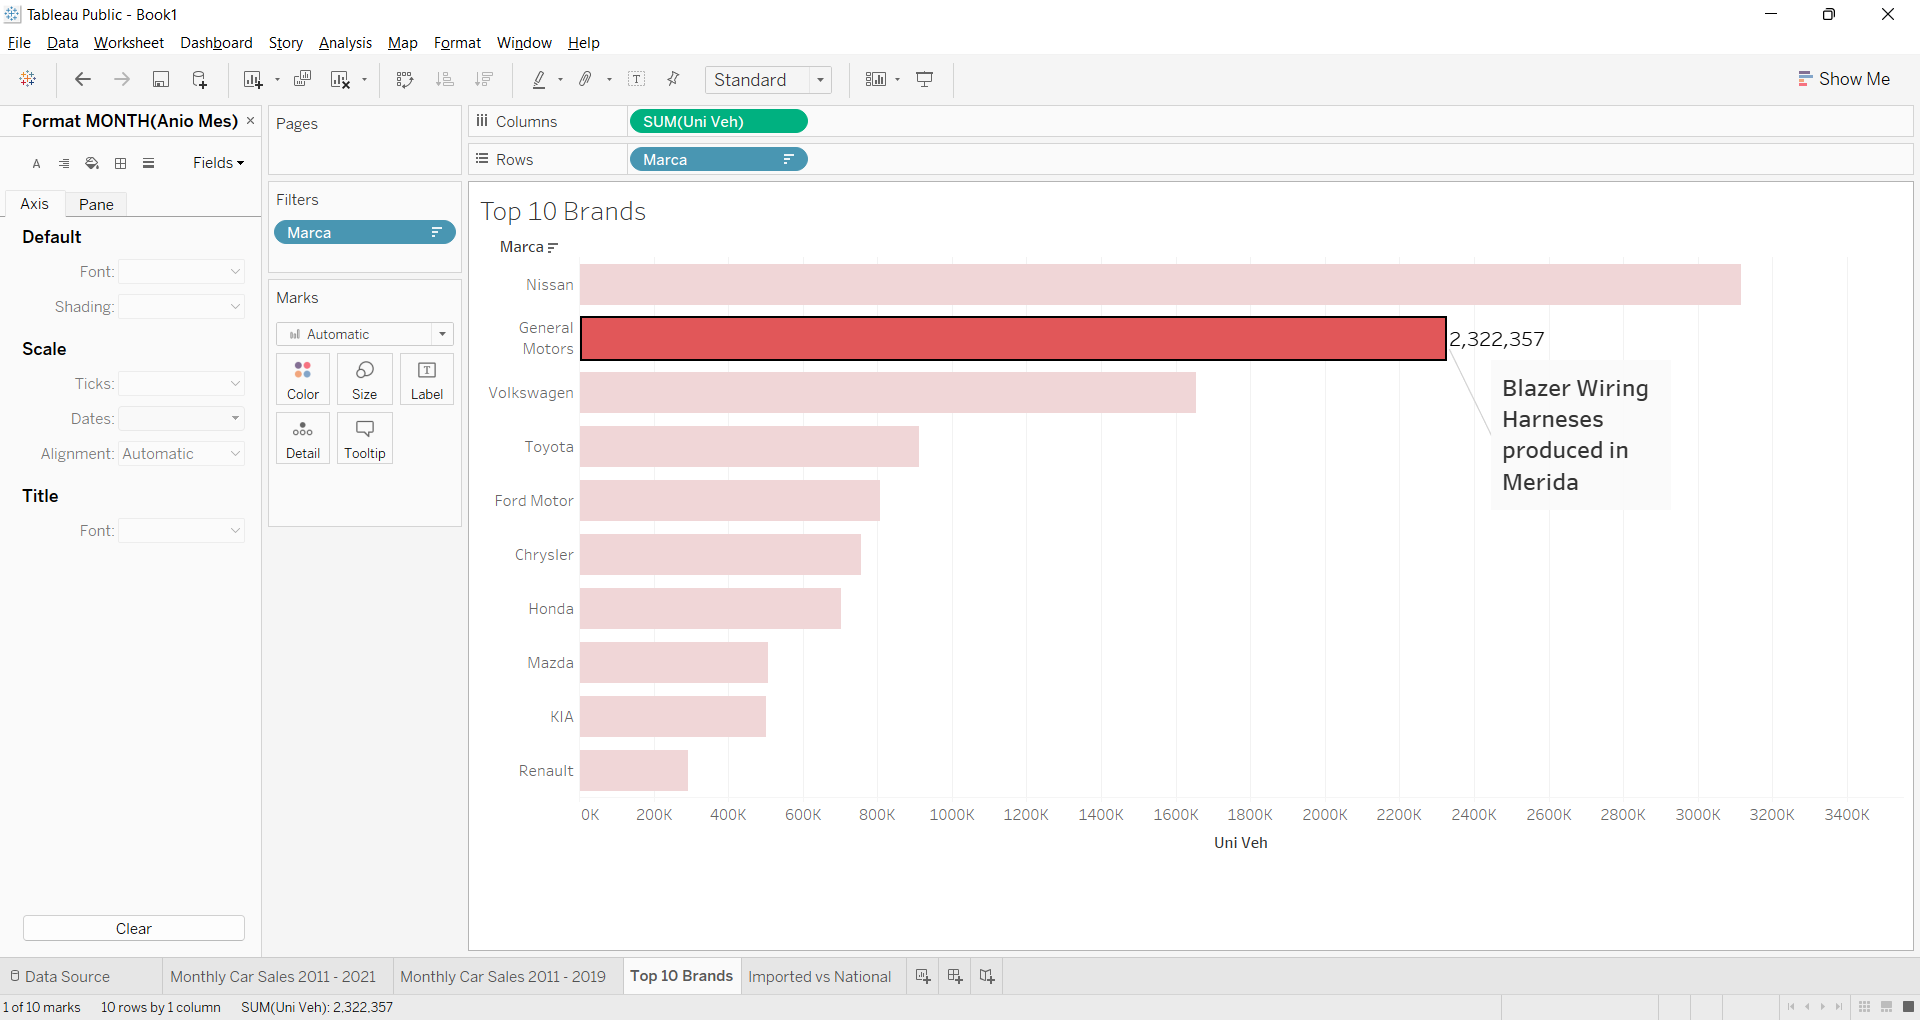 Tableau Public - Book1
File Data Worksheet Dashboard Story Analysis Map Format Window Help
Standard
Show Me
Format MONTH(Anio Mes) ×
Fields
Axis Pane
Default
Font:
Shading:
Scale
Ticks:
Dates:
Alignment: Automatic
Title
Font:
Clear
Pages
Filters
Marca
Marks
Automatic
Color Size Label
Detail Tooltip
Columns SUM(Uni Veh)
Rows Marca
Top 10 Brands
Marca
Nissan
General
Motors
2,322,357
Volkswagen
Toyota
Ford Motor
Chrysler
Honda
Mazda
KIA
Renault
Blazer Wiring
Harneses
produced in
Merida
0K 200K 400K 600K 800K 1000K 1200K 1400K 1600K 1800K 2000K 2200K 2400K 2600K 2800K 3000K 3200K 3400K
Uni Veh
Data Source Monthly Car Sales 2011 - 2021 Monthly Car Sales 2011 - 2019 Top 10 Brands Imported vs National
1 of 10 marks 10 rows by 1 column SUM(Uni Veh): 2,322,357